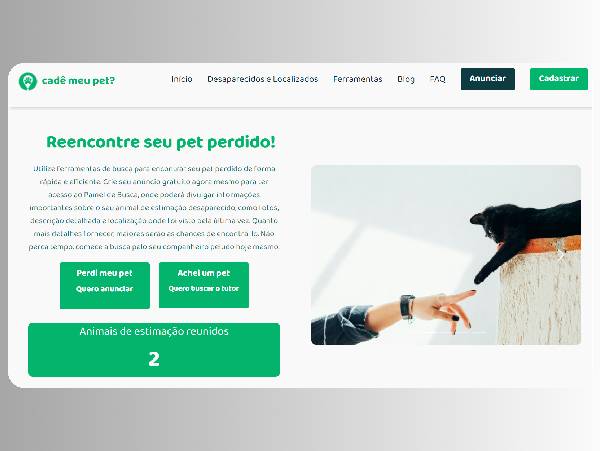 cadê meu pet?
Início Desaparecidos e Localizados Ferramentas Blog FAQ Anunciar Cadastrar
Reencontre seu pet perdido!
Utilize ferramentas de busca para encontrar seu pet perdido de forma
rápida e eficiente. Crie seu anúncio gratuito agora mesmo para ter
acesso ao Painel de Busca, onde poderá divulgar informações
importantes sobre o seu animal de estimação desaparecido, como fotos,
descrição detalhada e localização onde foi visto pela última vez. Quanto
mais detalhes fornecer, maiores serão as chances de encontrá-lo. Não
perca tempo, comece a busca pelo seu companheiro peludo hoje mesmo.
Perdi meu pet
Quero anunciar
Achei um pet
Quero buscar o tutor
Animais de estimação reunidos
2